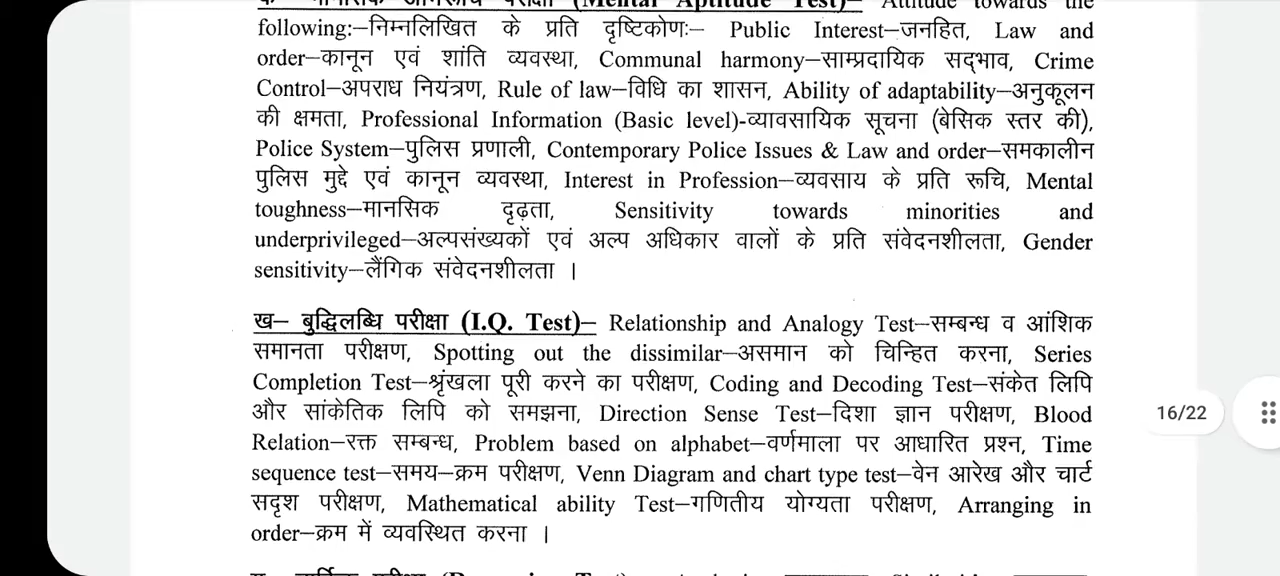 (Mental Aptitude Test)– Attitude towards the
following:–निम्नलिखित के प्रति दृष्टिकोणः– Public Interest–जनहित, Law and
order–कानून एवं शांति व्यवस्था, Communal harmony–साम्प्रदायिक सद्भाव, Crime
Control–अपराध नियंत्रण, Rule of law–विधि का शासन, Ability of adaptability–अनुकूलन
की क्षमता, Professional Information (Basic level)-व्यावसायिक सूचना (बेसिक स्तर की),
Police System–पुलिस प्रणाली, Contemporary Police Issues & Law and order–समकालीन
पुलिस मुद्दे एवं कानून व्यवस्था, Interest in Profession–व्यवसाय के प्रति रूचि, Mental
toughness–मानसिक दृढ़ता, Sensitivity towards minorities and
underprivileged–अल्पसंख्यकों एवं अल्प अधिकार वालों के प्रति संवेदनशीलता, Gender
sensitivity–लैंगिक संवेदनशीलता ।
ख– बुद्धिलब्धि परीक्षा (I.Q. Test)– Relationship and Analogy Test–सम्बन्ध व आंशिक
समानता परीक्षण, Spotting out the dissimilar–असमान को चिन्हित करना, Series
Completion Test–श्रृंखला पूरी करने का परीक्षण, Coding and Decoding Test–संकेत लिपि
और सांकेतिक लिपि को समझना, Direction Sense Test–दिशा ज्ञान परीक्षण, Blood
Relation–रक्त सम्बन्ध, Problem based on alphabet–वर्णमाला पर आधारित प्रश्न, Time
sequence test–समय–क्रम परीक्षण, Venn Diagram and chart type test–वेन आरेख और चार्ट
सदृश परीक्षण, Mathematical ability Test–गणितीय योग्यता परीक्षण, Arranging in
order–क्रम में व्यवस्थित करना ।
16/22